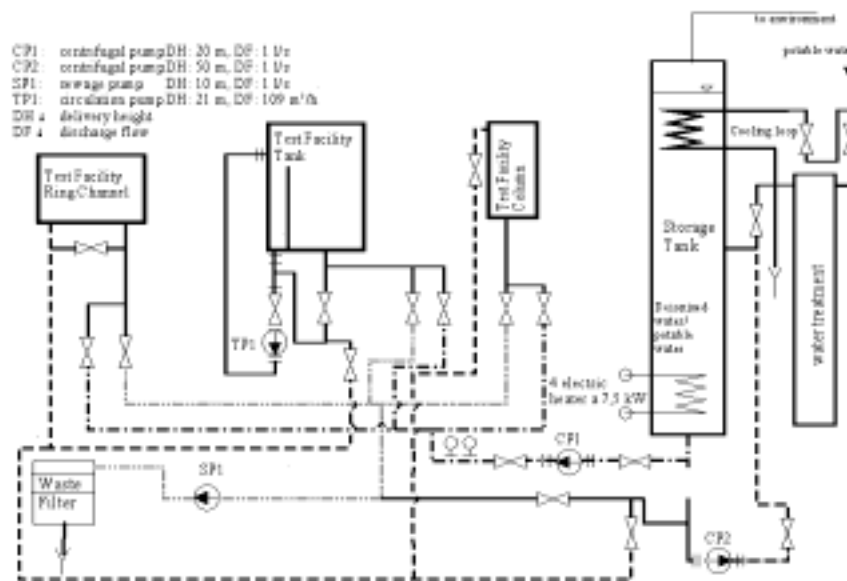 to environment
potable water
CP1: centrifugal pump DH: 20 m, DF: 1 l/s
CP2: centrifugal pump DH: 50 m, DF: 1 l/s
SP1: sewage pump DH: 10 m, DF: 1 l/s
TP1: circulation pump DH: 21 m, DF: 109 m³/h
DH: delivery height
DF: discharge flow
Test Facility
Ring Channel
Test Facility
Tank
Test Facility
Column
Cooling loop
Storage
Tank
Deionized
water/
potable
water
water treatment
TP1
4 electric
heater a 7,5 kW
CP1
SP1
Waste
Filter
CP2